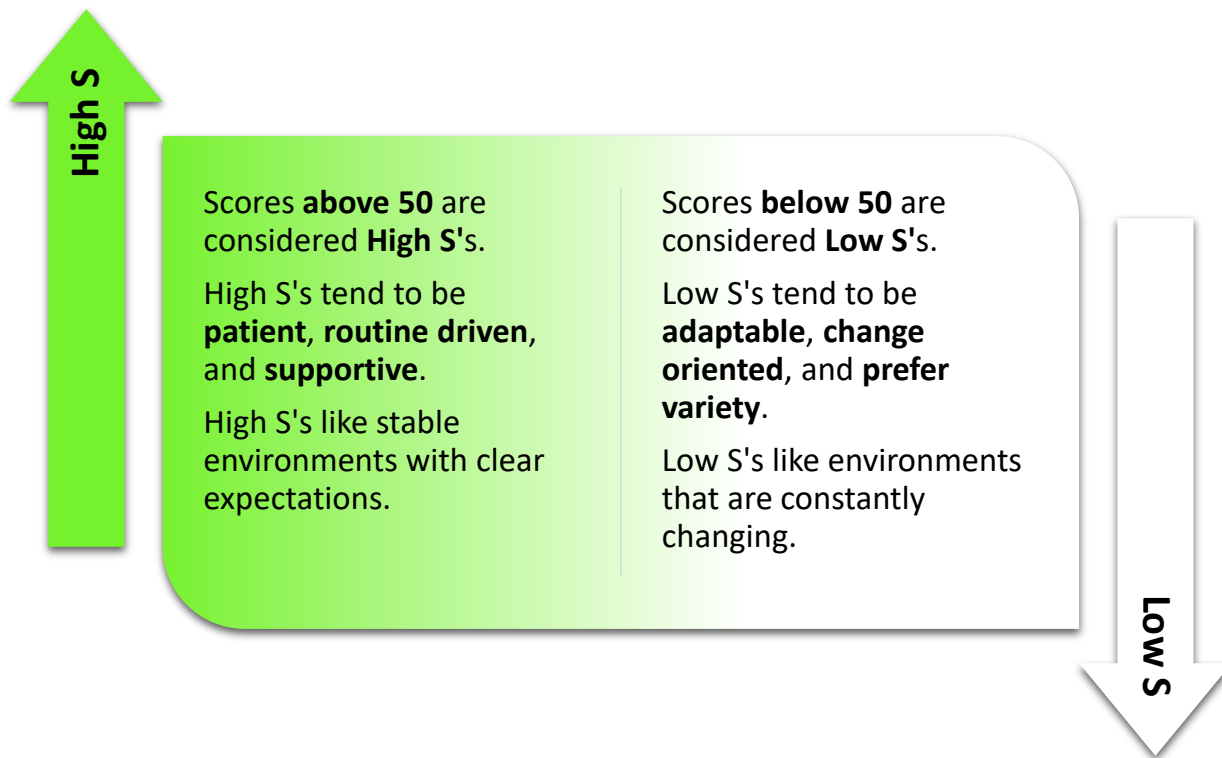 High S
Scores above 50 are
considered High S's.
High S's tend to be
patient, routine driven,
and supportive.
High S's like stable
environments with clear
expectations.
Scores below 50 are
considered Low S's.
Low S's tend to be
adaptable, change
oriented, and prefer
variety.
Low S's like environments
that are constantly
changing.
Low S